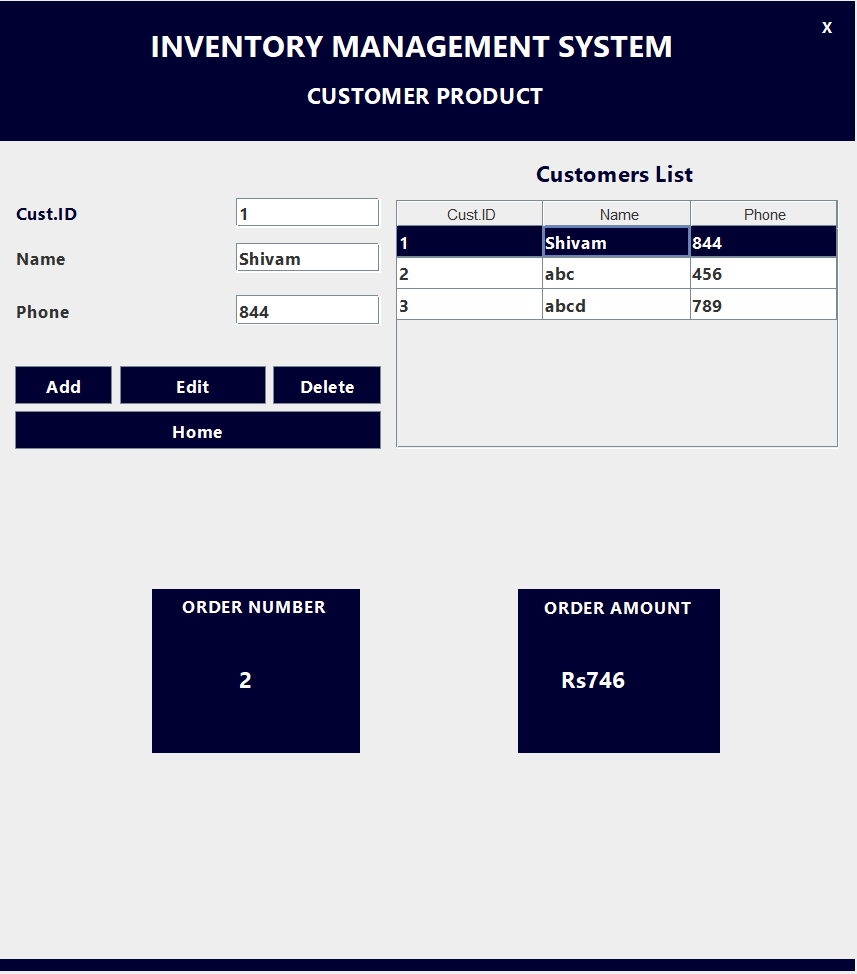 X
INVENTORY MANAGEMENT SYSTEM
CUSTOMER PRODUCT
Customers List
Cust.ID 1
Name Shivam
Phone 844
Add Edit Delete
Home
Cust.ID Name Phone
1 Shivam 844
2 abc 456
3 abcd 789
ORDER NUMBER
2
ORDER AMOUNT
Rs746